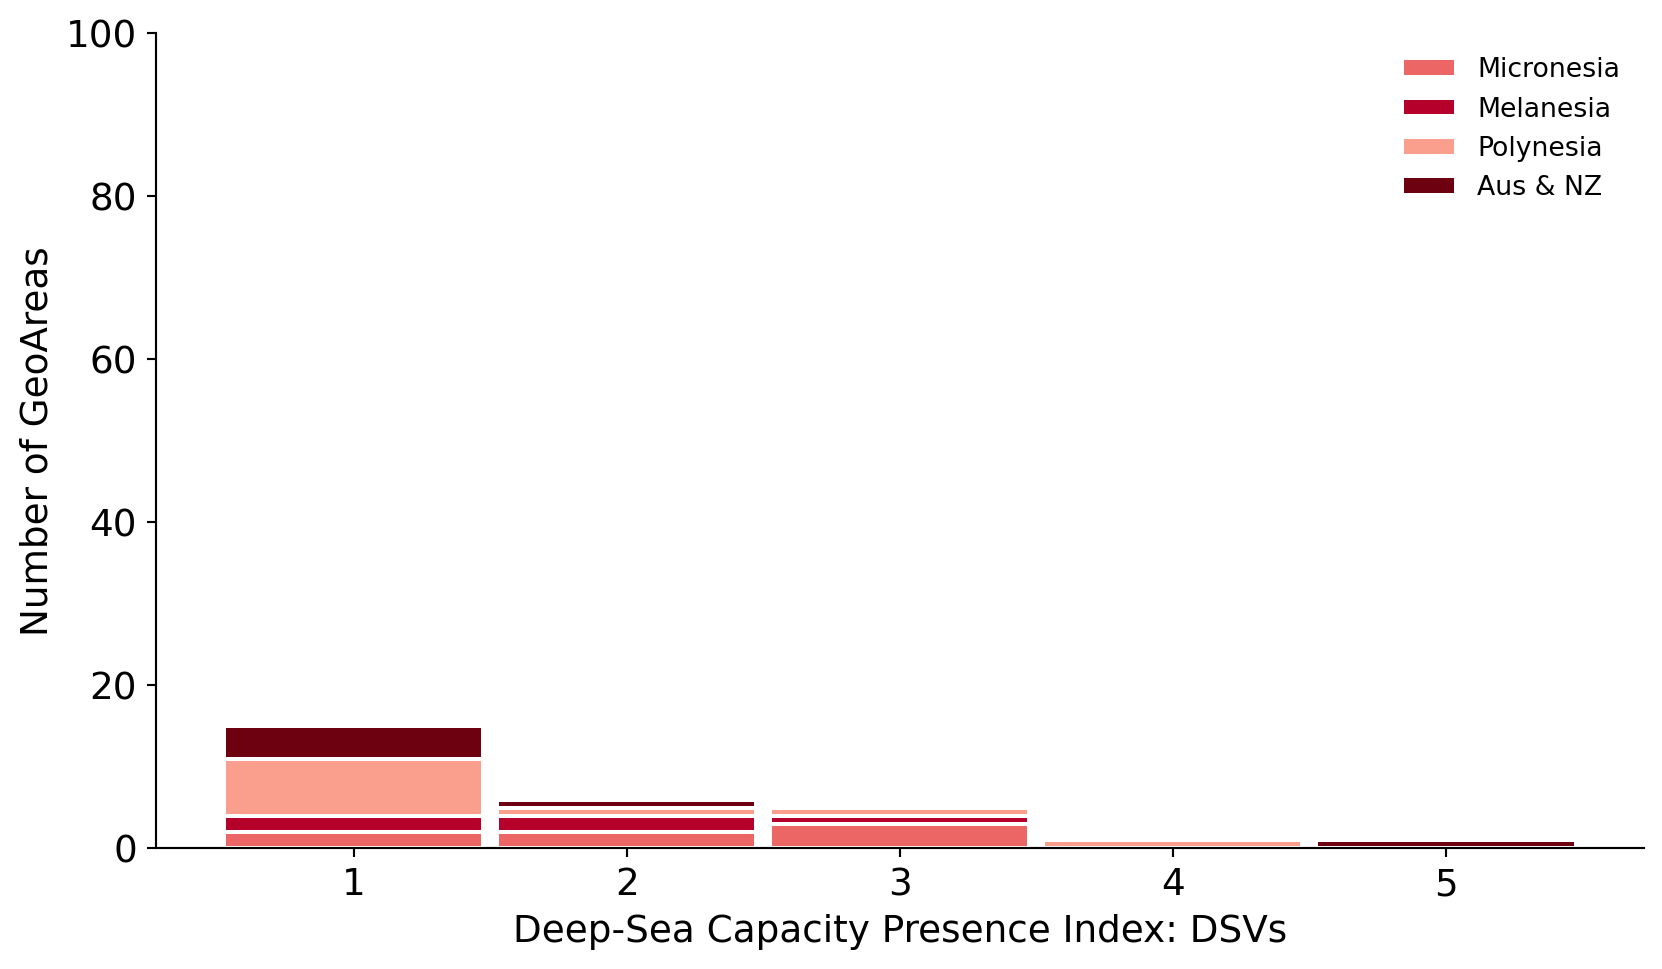 100
80
60
40
20
0
Number of GeoAreas
Micronesia
Melanesia
Polynesia
Aus & NZ
1 2 3 4 5
Deep-Sea Capacity Presence Index: DSVs